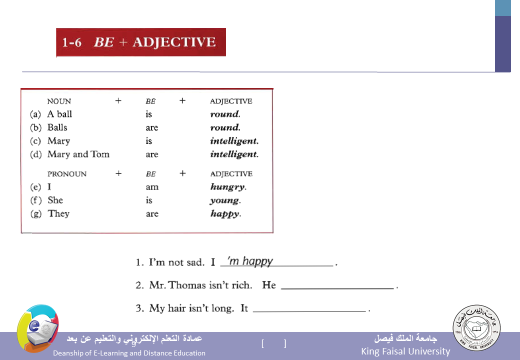 1-6 BE + ADJECTIVE
NOUN + BE + ADJECTIVE
(a) A ball is round.
(b) Balls are round.
(c) Mary is intelligent.
(d) Mary and Tom are intelligent.
PRONOUN + BE + ADJECTIVE
(e) I am hungry.
(f) She is young.
(g) They are happy.
1. I'm not sad. I 'm happy .
2. Mr. Thomas isn't rich. He ____________ .
3. My hair isn't long. It ____________ .
عمادة التعلم الإلكتروني والتعليم عن بعد
Deanship of E-Learning and Distance Education
[ ]
جامعة الملك فيصل
King Faisal University